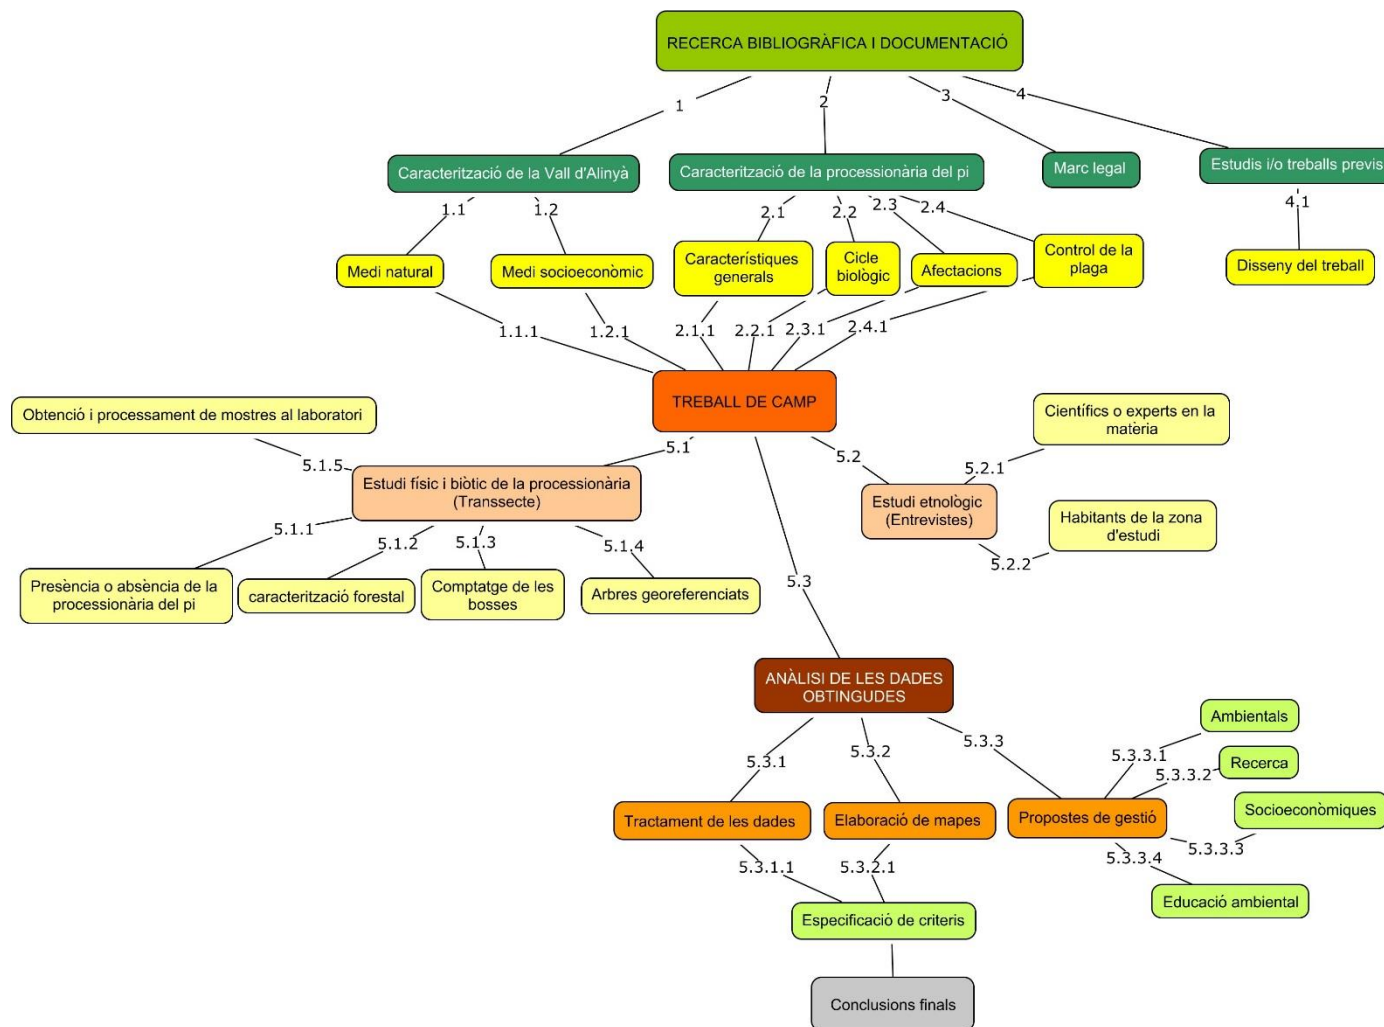 RECERCA BIBLIOGRÀFICA I DOCUMENTACIÓ
1
2
3
4
Caracterització de la Vall d'Alinyà
Caracterització de la processionària del pi
Marc legal
Estudis i/o treballs previs
1.1
1.2
2.1
2.2
2.3
2.4
4.1
Medi natural
Medi socioeconòmic
Característiques
generals
Cicle
biològic
Afectacions
Control de la
plaga
Disseny del treball
1.1.1
1.2.1
2.1.1
2.2.1
2.3.1
2.4.1
TREBALL DE CAMP
Obtenció i processament de mostres al laboratori
Científics o experts en la
matèria
5.1
5.2
5.1.5
5.2.1
Estudi físic i biòtic de la processionària
(Transsecte)
Estudi etnològic
(Entrevistes)
Habitants de la zona
d'estudi
5.1.1
5.1.2
5.1.3
5.1.4
5.2.2
5.3
Presència o absència de la
processionària del pi
caracterització forestal
Comptatge de les
bosses
Arbres georeferenciats
ANÀLISI DE LES DADES
OBTINGUDES
5.3.1
5.3.2
5.3.3
Ambientals
5.3.3.1
Recerca
5.3.3.2
Tractament de les dades
Elaboració de mapes
Propostes de gestió
Socioeconòmiques
5.3.3.3
5.3.3.4
5.3.1.1
5.3.2.1
Educació ambiental
Especificació de criteris
Conclusions finals